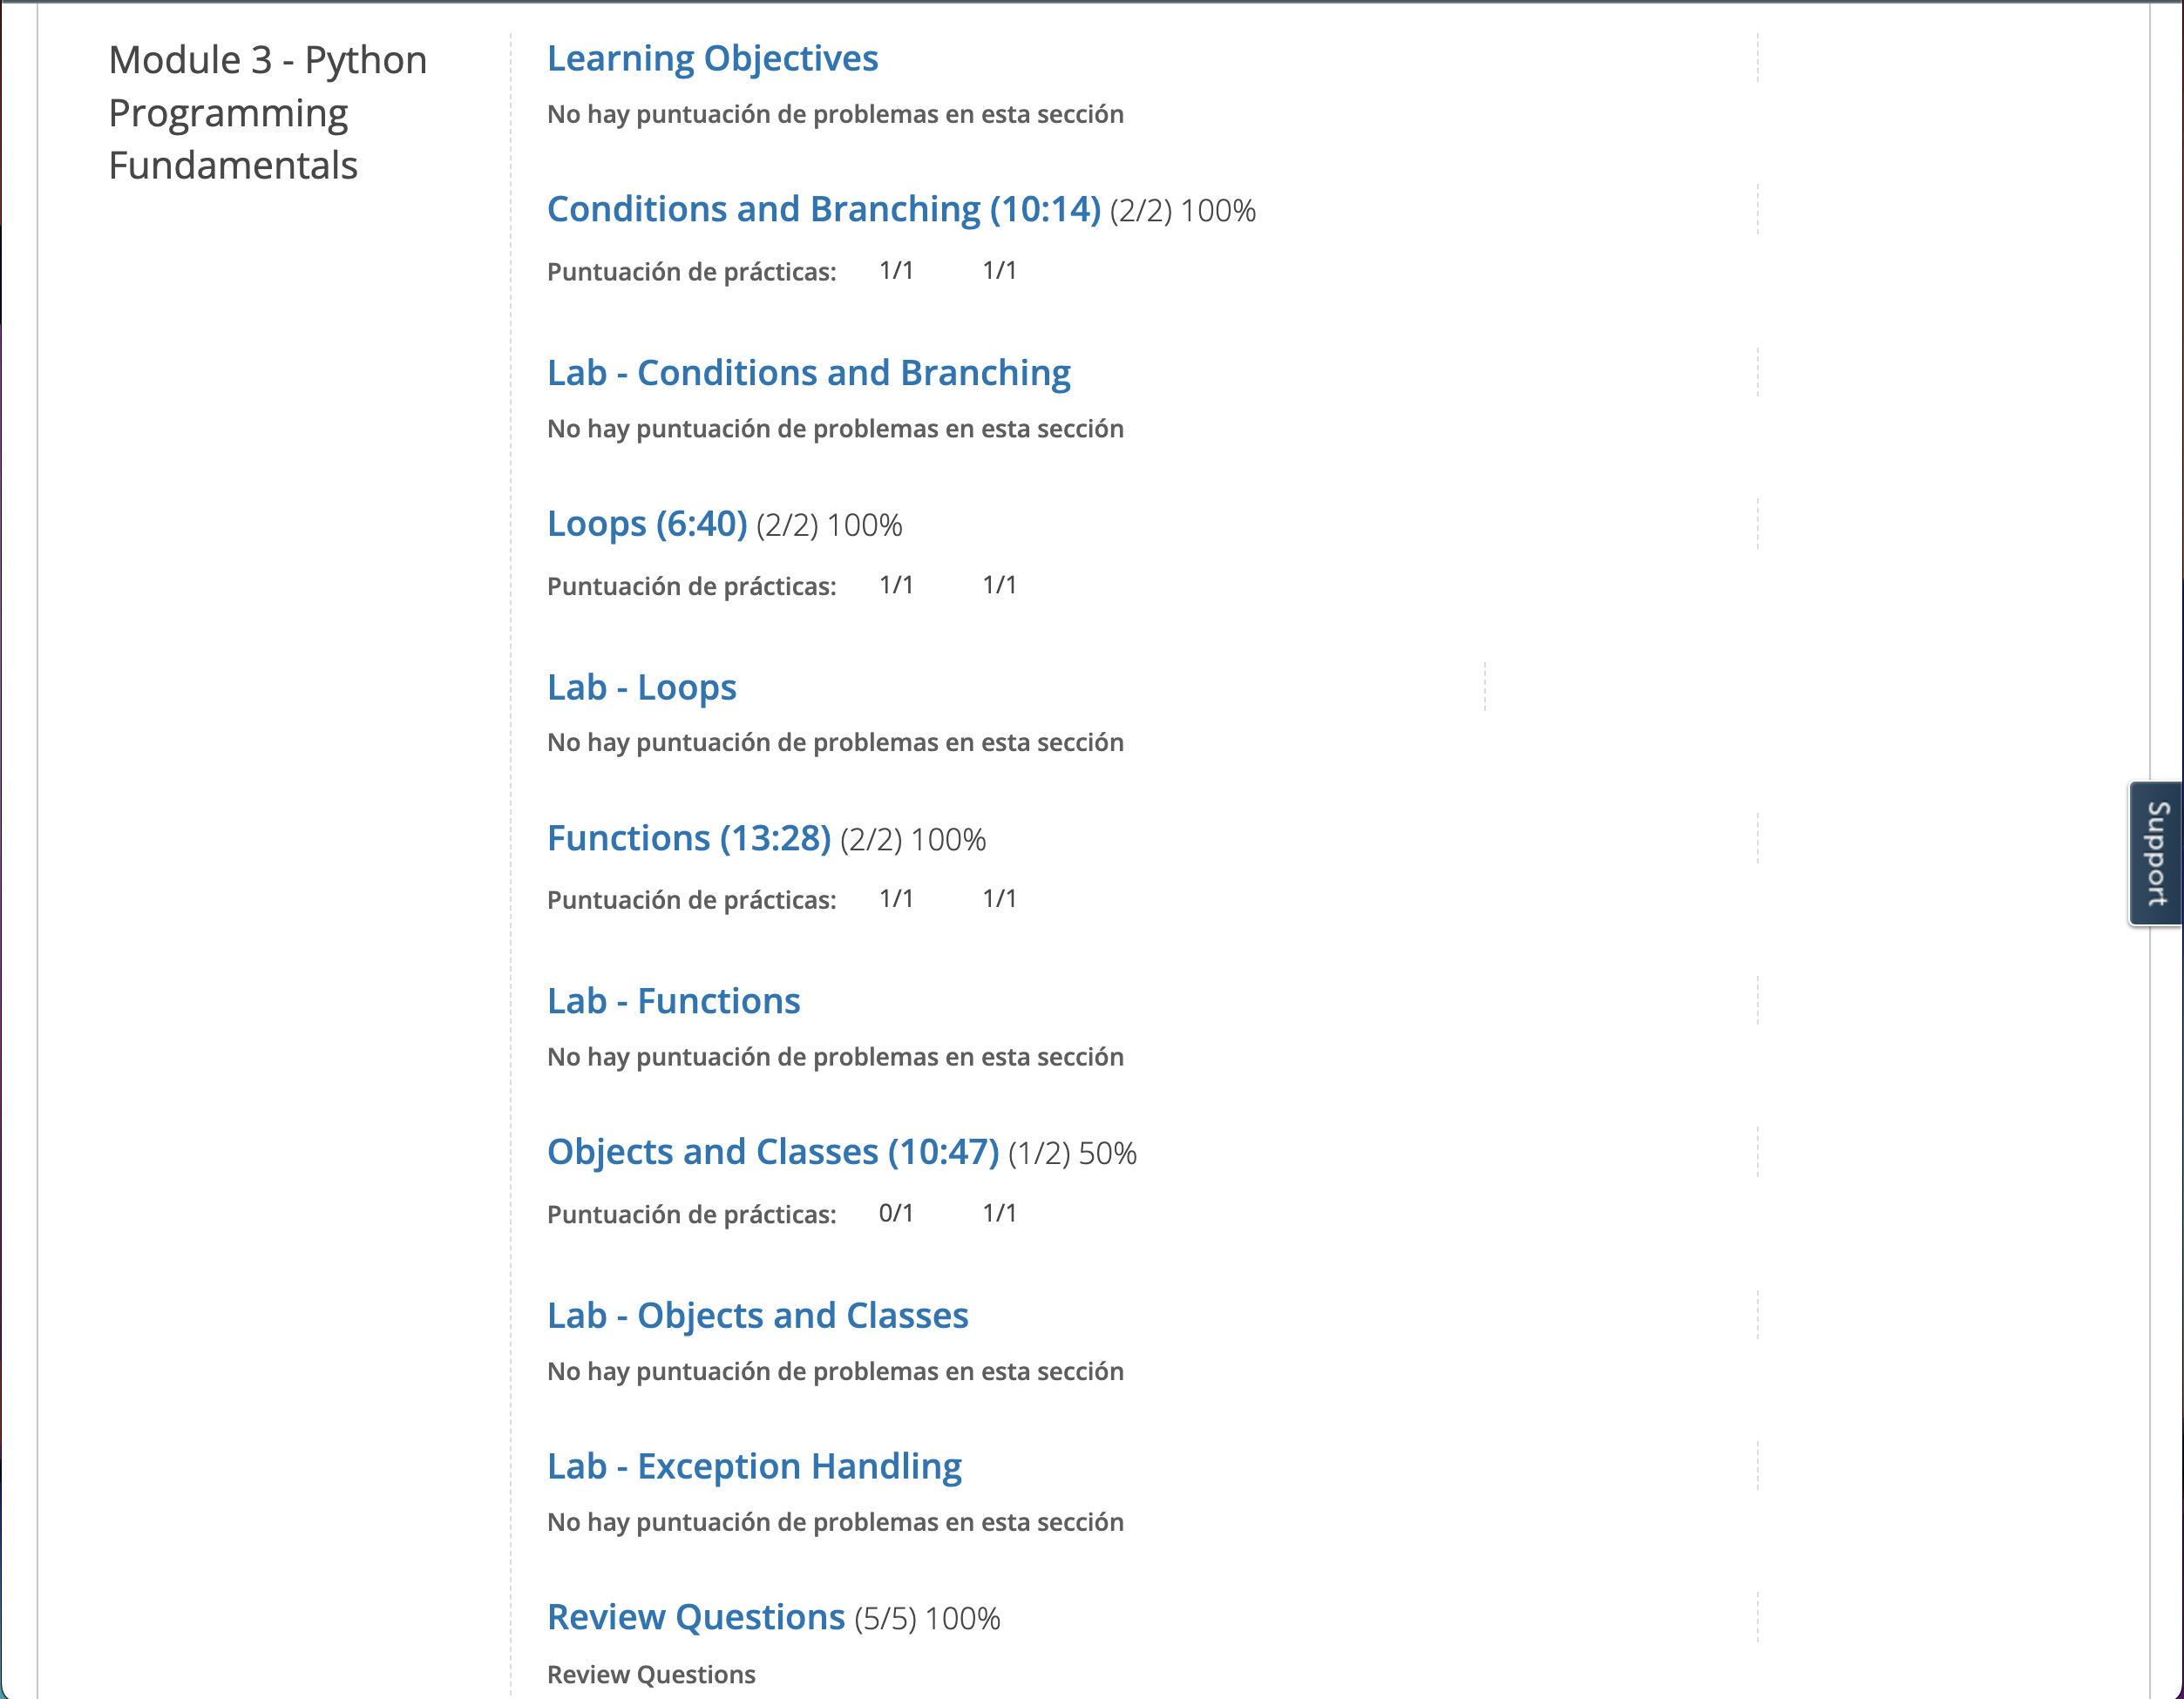 Module 3 - Python
Programming
Fundamentals
Learning Objectives
No hay puntuación de problemas en esta sección
Conditions and Branching (10:14) (2/2) 100%
Puntuación de prácticas: 1/1 1/1
Lab - Conditions and Branching
No hay puntuación de problemas en esta sección
Loops (6:40) (2/2) 100%
Puntuación de prácticas: 1/1 1/1
Lab - Loops
No hay puntuación de problemas en esta sección
Functions (13:28) (2/2) 100%
Puntuación de prácticas: 1/1 1/1
Lab - Functions
No hay puntuación de problemas en esta sección
Objects and Classes (10:47) (1/2) 50%
Puntuación de prácticas: 0/1 1/1
Lab - Objects and Classes
No hay puntuación de problemas en esta sección
Lab - Exception Handling
No hay puntuación de problemas en esta sección
Review Questions (5/5) 100%
Review Questions
Support